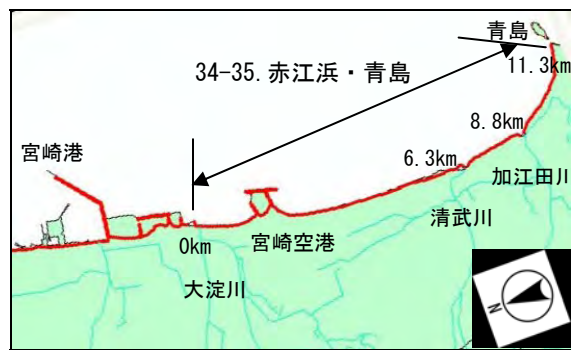 青島
11.3km
34-35. 赤江浜・青島
8.8km
宮崎港
6.3km
加江田川
清武川
0km
宮崎空港
大淀川
N